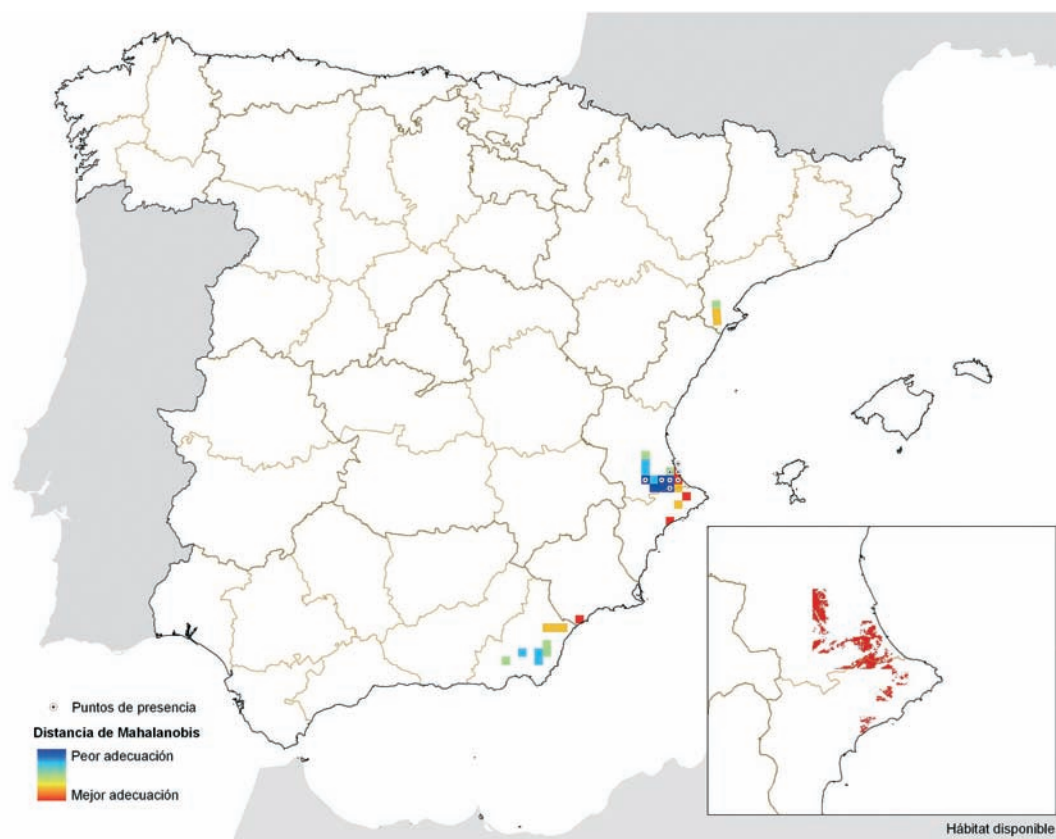 Puntos de presencia
Distancia de Mahalanobis
Peor adecuación
Mejor adecuación
Hábitat disponible